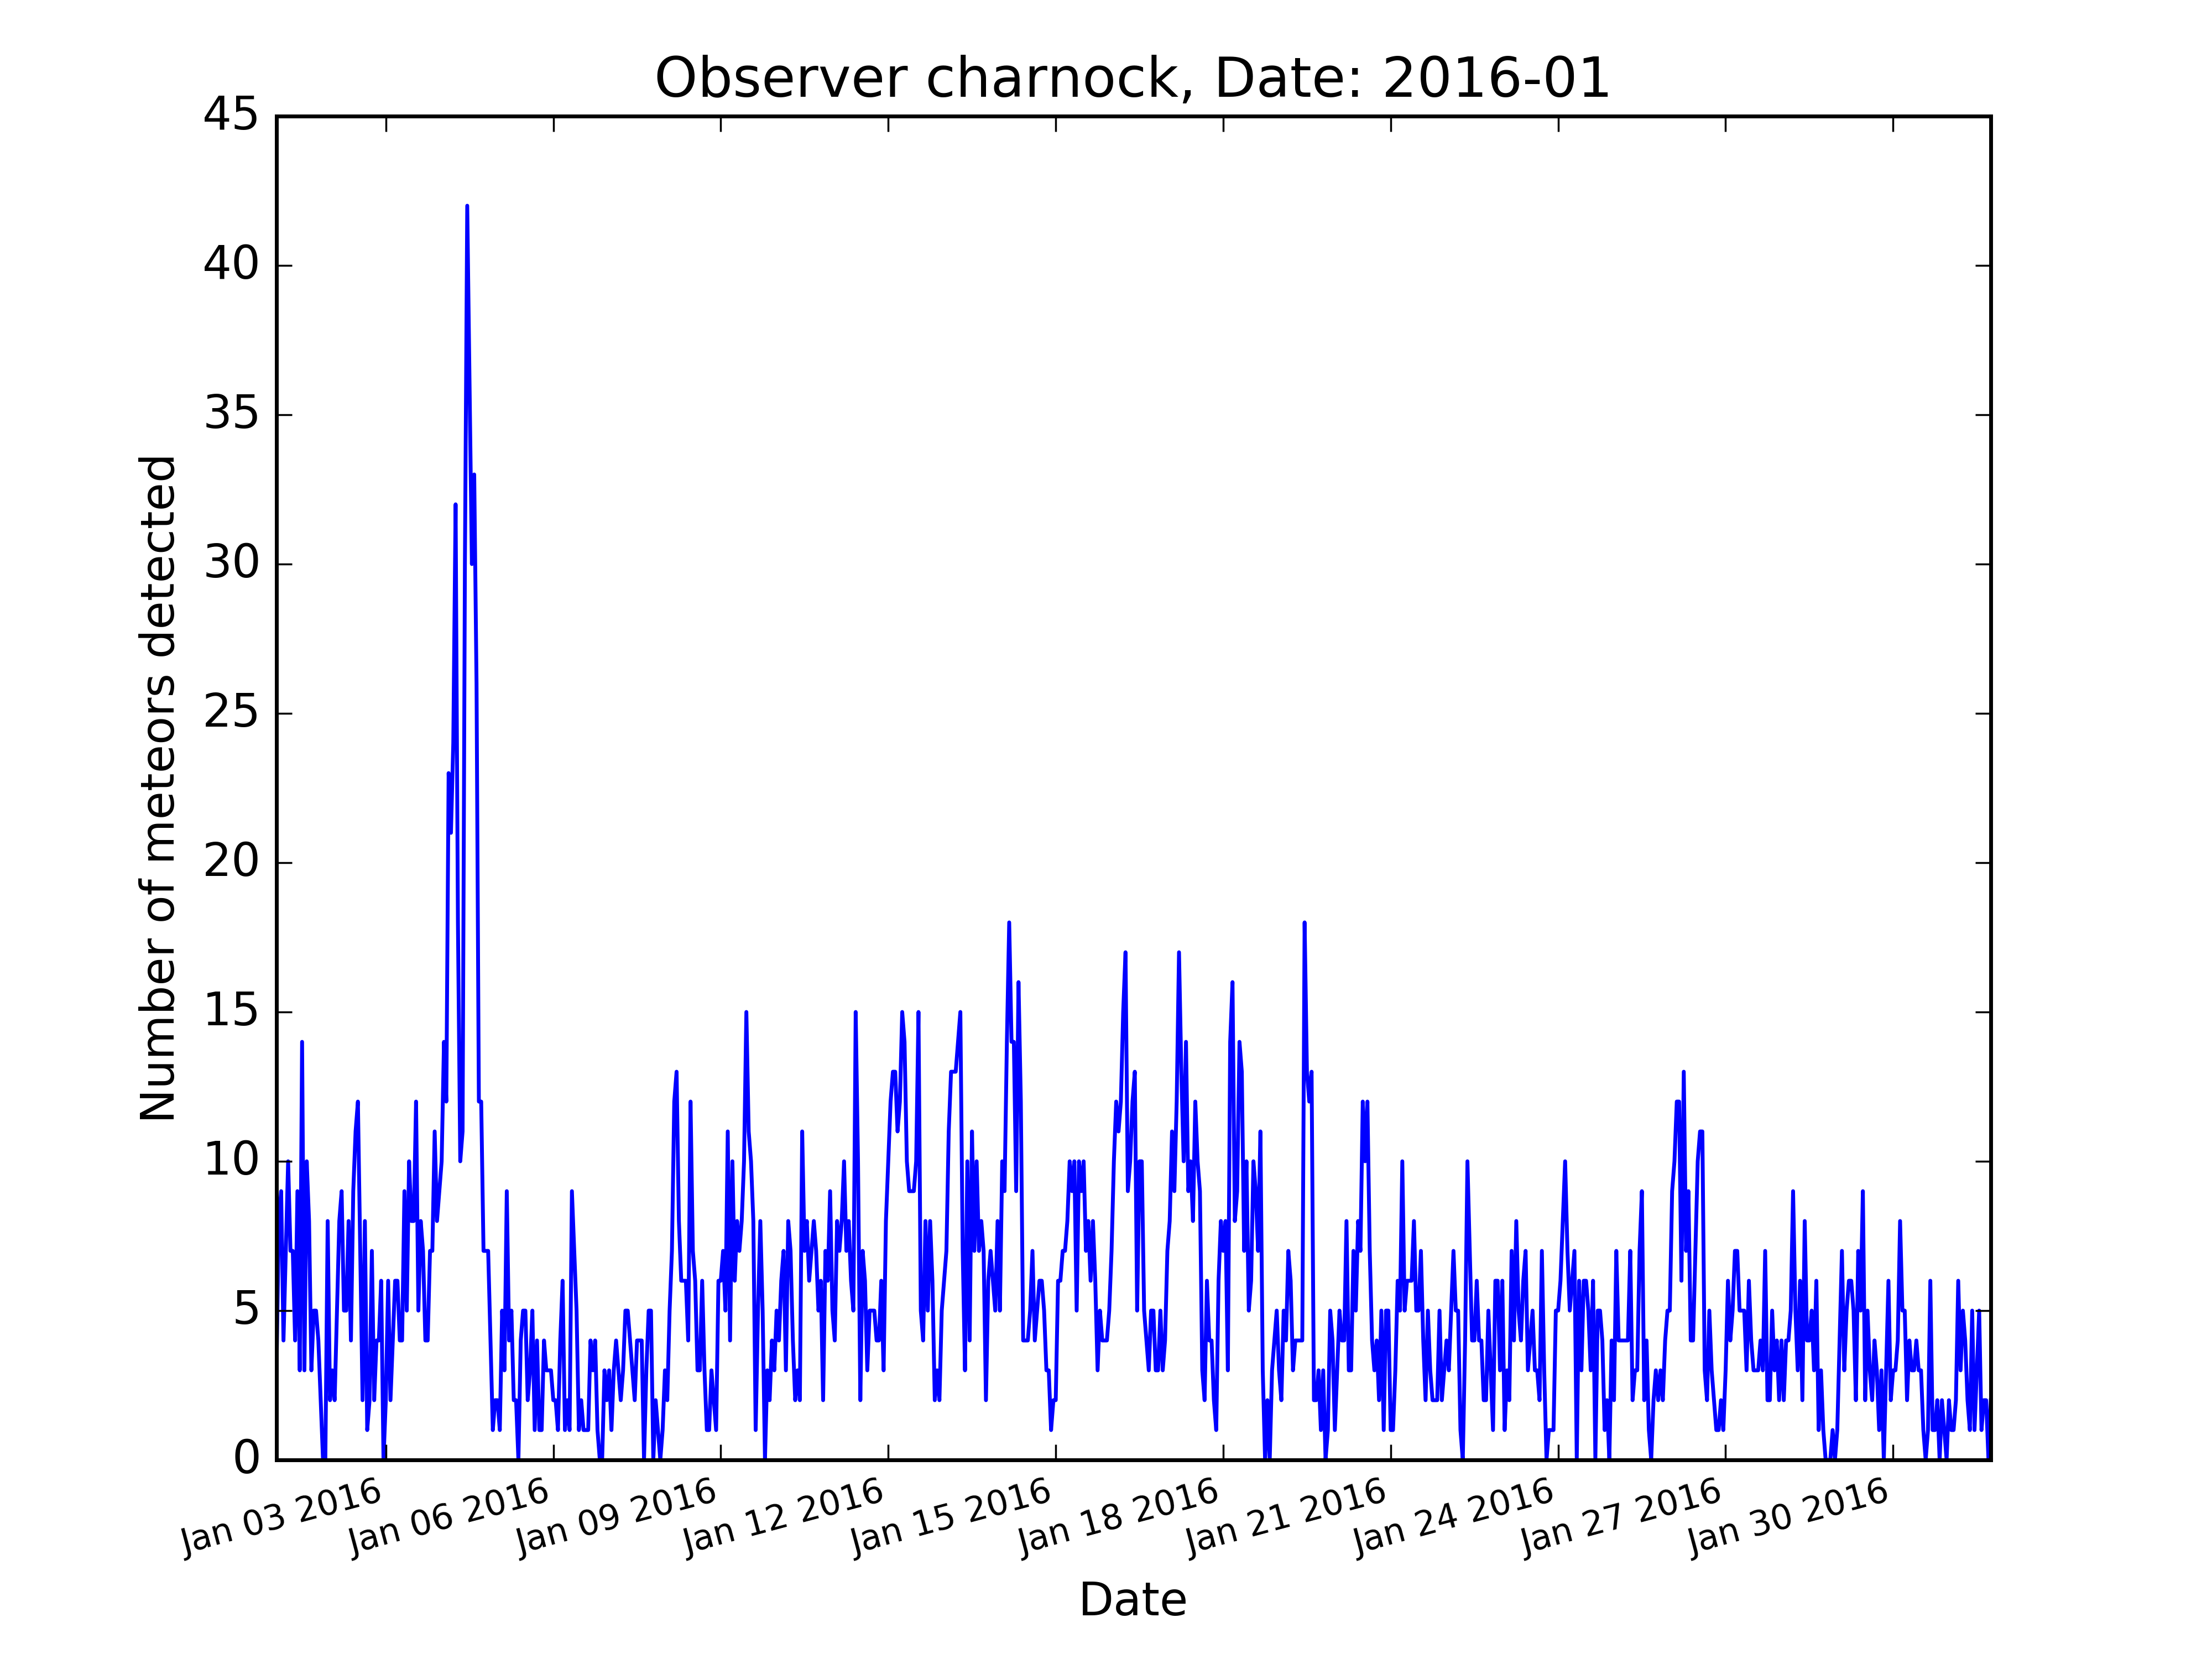 Observer charnock, Date: 2016-01
45
40
35
30
25
20
15
10
5
0
Number of meteors detected
Jan 03 2016
Jan 06 2016
Jan 09 2016
Jan 12 2016
Jan 15 2016
Jan 18 2016
Jan 21 2016
Jan 24 2016
Jan 27 2016
Jan 30 2016
Date